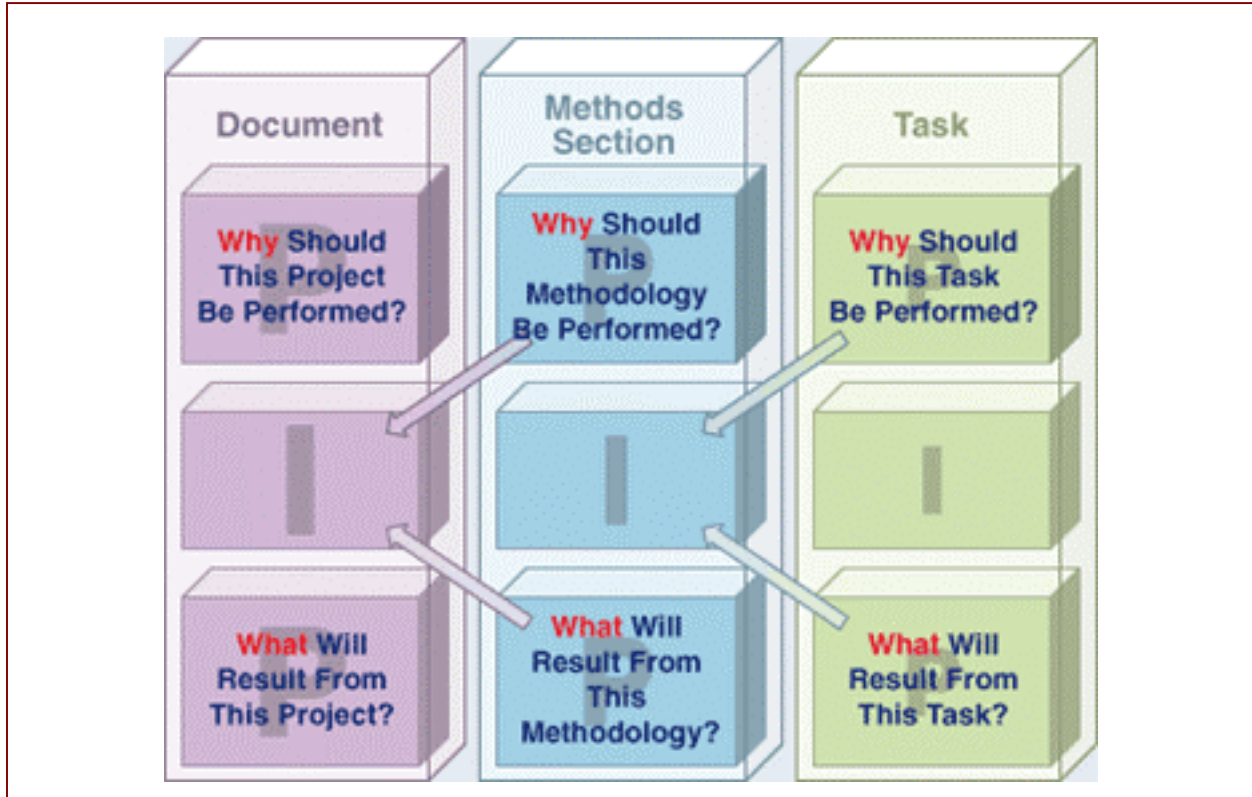 Document
P
Why Should
This Project
Be Performed?
I
P
What Will
Result From
This Project?
Methods
Section
P
Why Should
This
Methodology
Be Performed?
I
P
What Will
Result From
This
Methodology?
Task
P
Why Should
This Task
Be Performed?
I
P
What Will
Result From
This Task?